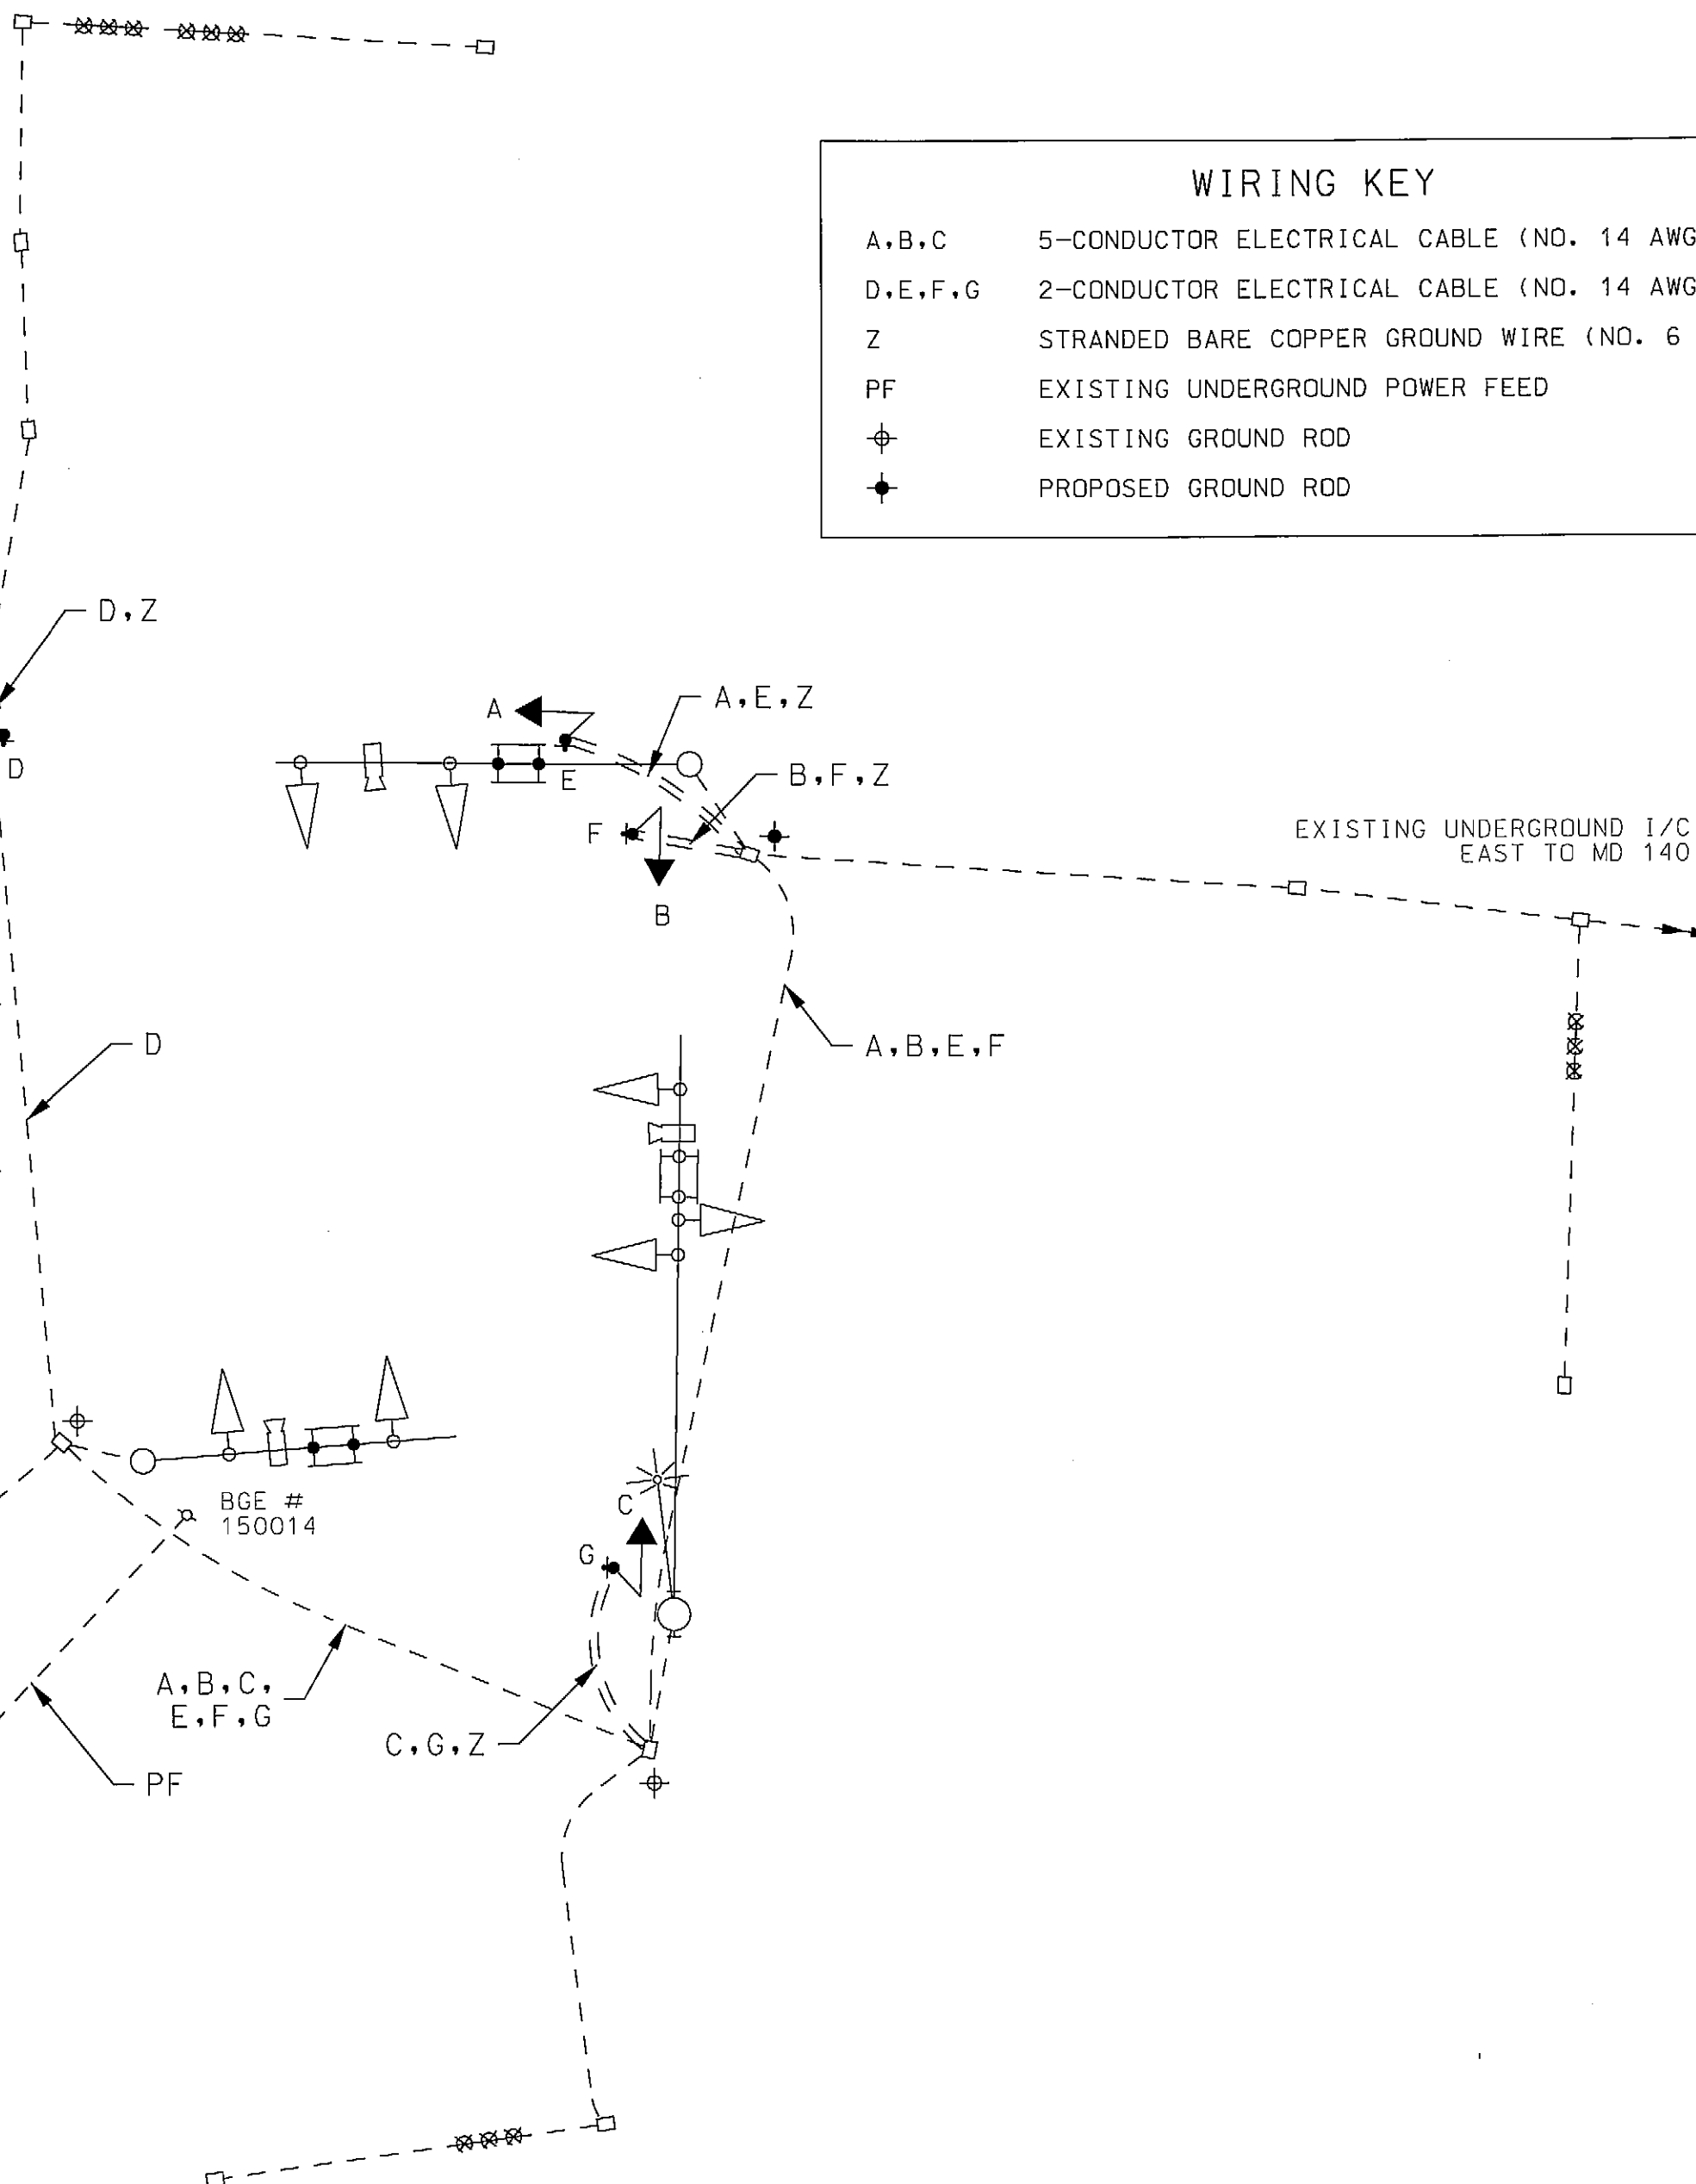 WIRING KEY
A,B,C 5-CONDUCTOR ELECTRICAL CABLE (NO. 14 AWG
D,E,F,G 2-CONDUCTOR ELECTRICAL CABLE (NO. 14 AWG
Z STRANDED BARE COPPER GROUND WIRE (NO. 6
PF EXISTING UNDERGROUND POWER FEED
EXISTING GROUND ROD
PROPOSED GROUND ROD
D,Z
A
A,E,Z
D
E
B,F,Z
F
EXISTING UNDERGROUND I/C
EAST TO MD 140
B
D
A,B,E,F
BGE #
150014
C
G
A,B,C,
E,F,G
C,G,Z
PF